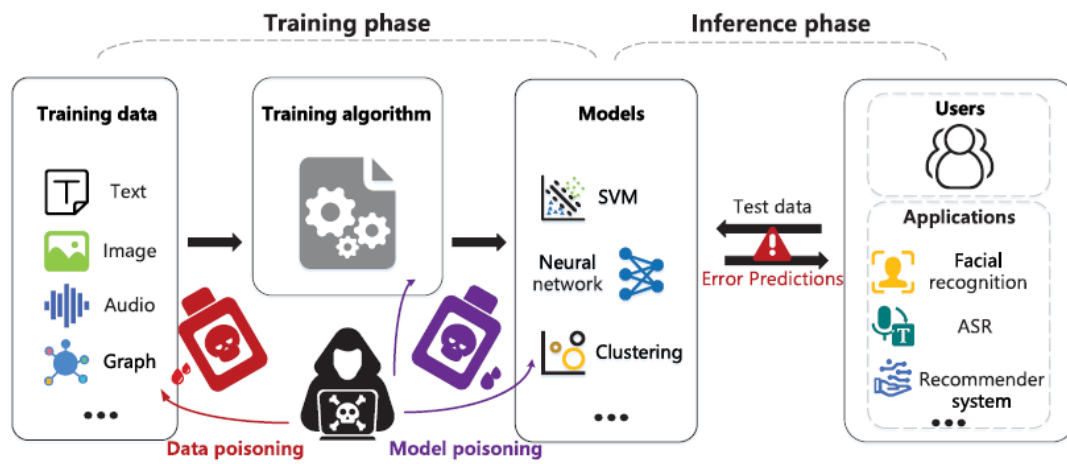 Training phase
Inference phase
Training data
Text
Image
Audio
Graph
Training algorithm
Models
SVM
Neural
network
Clustering
Data poisoning
Model poisoning
Test data
Error Predictions
Users
Applications
Facial
recognition
ASR
T
Recommender
system